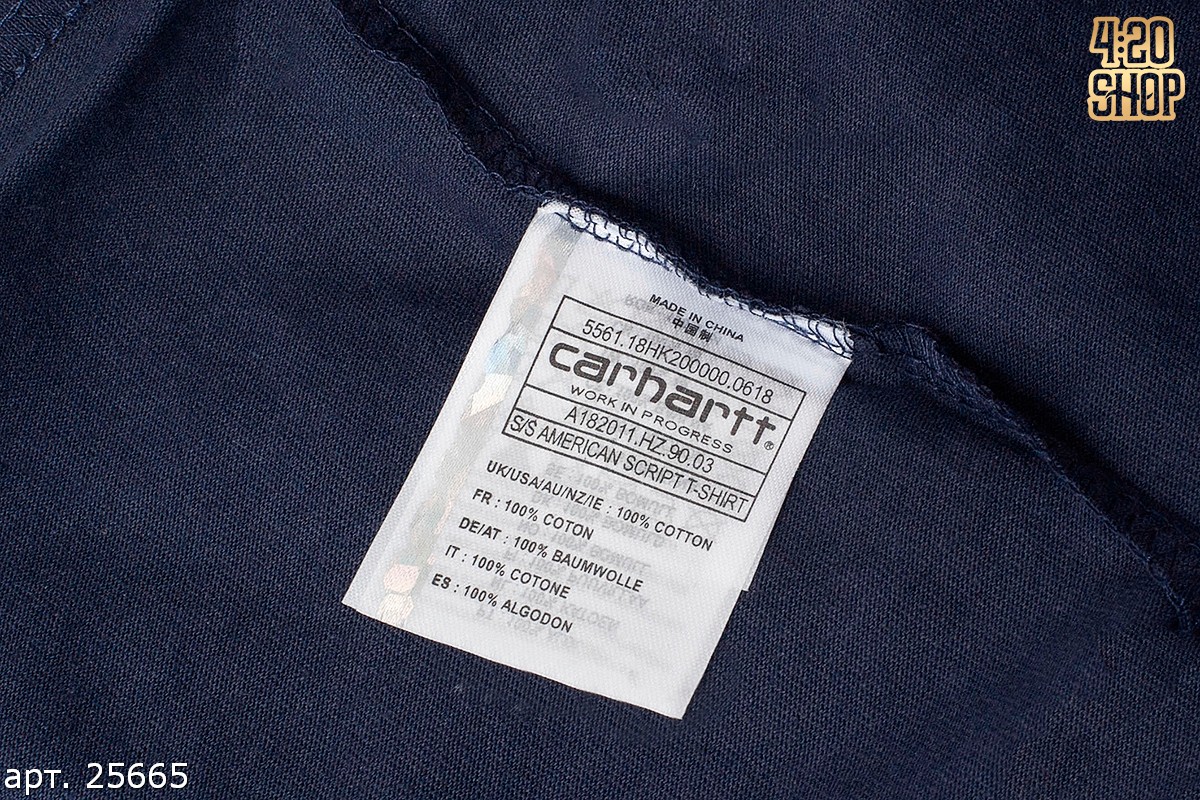 4:20
SHOP
MADE IN CHINA
中国制
5561.18HK200000.0618
carhartt®
WORK IN PROGRESS
A182011.HZ.90.03
S/S AMERICAN SCRIPT T-SHIRT
UK/USA/AU/NZ/IE : 100% COTTON
FR : 100% COTON
DE/AT : 100% BAUMWOLLE
IT : 100% COTONE
ES : 100% ALGODON
арт. 25665